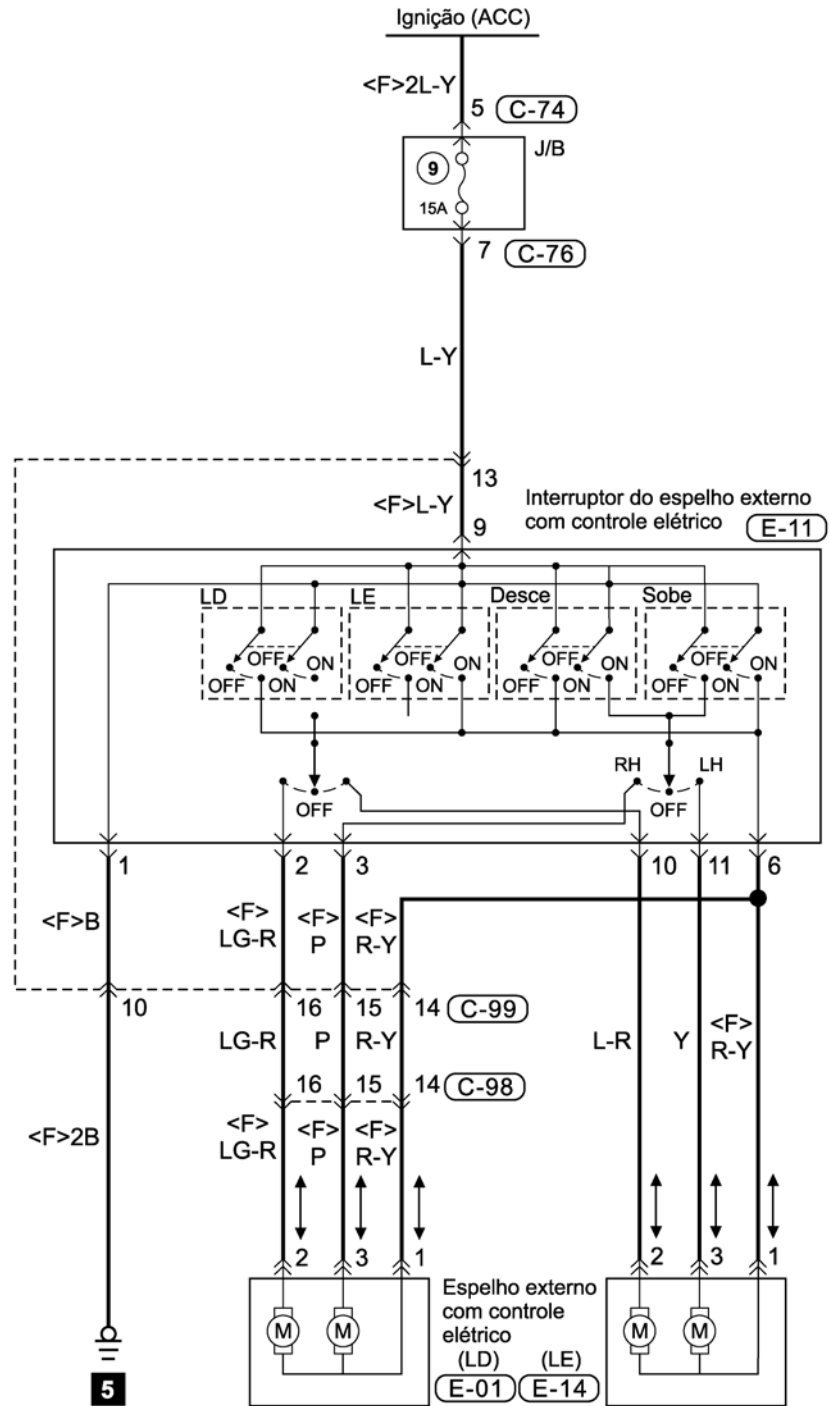 Ignição (ACC)
<F>2L-Y
5 C-74
J/B
9
15A
7 C-76
L-Y
13
<F>L-Y
Interruptor do espelho externo
com controle elétrico E-11
9
LD LE Desce Sobe
OFF ON OFF ON OFF ON OFF ON
OFF ON OFF ON OFF ON OFF ON
RH LH
OFF OFF
1 2 3 10 11 6
<F>B
<F>
LG-R
<F>
P
<F>
R-Y
10 16 15 14 C-99
LG-R P R-Y
L-R Y <F>
R-Y
16 15 14 C-98
<F>2B
<F>
LG-R
<F>
P
<F>
R-Y
2 3 1 2 3 1
Espelho externo
com controle
elétrico
(LD) (LE)
E-01 E-14
M M M M
5